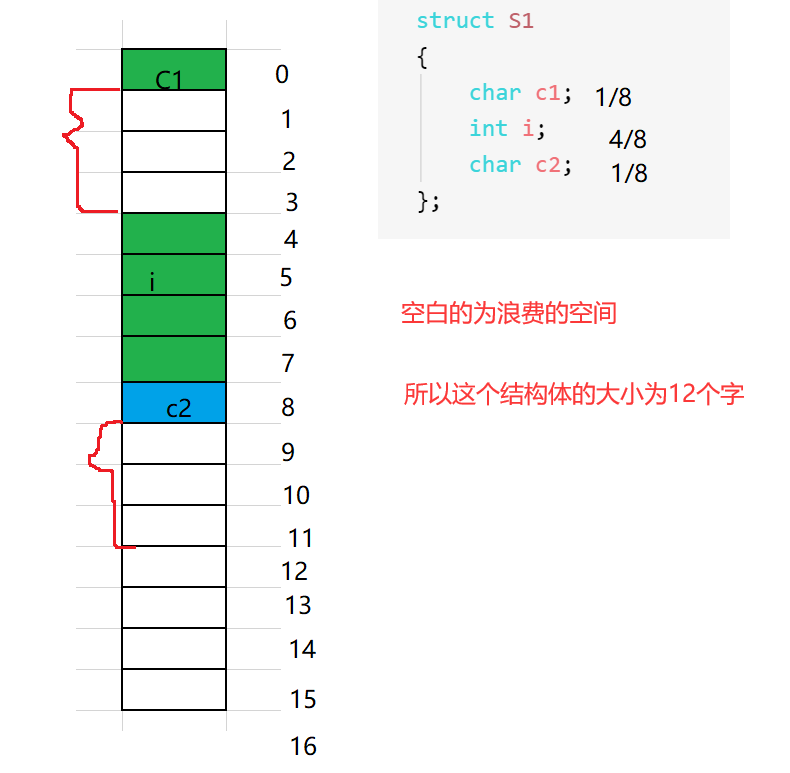 C1
0
1
2
3
4
i
5
6
7
c2
8
9
10
11
12
13
14
15
16
struct S1
{
char c1; 1/8
int i; 4/8
char c2; 1/8
};
空白的为浪费的空间
所以这个结构体的大小为12个字